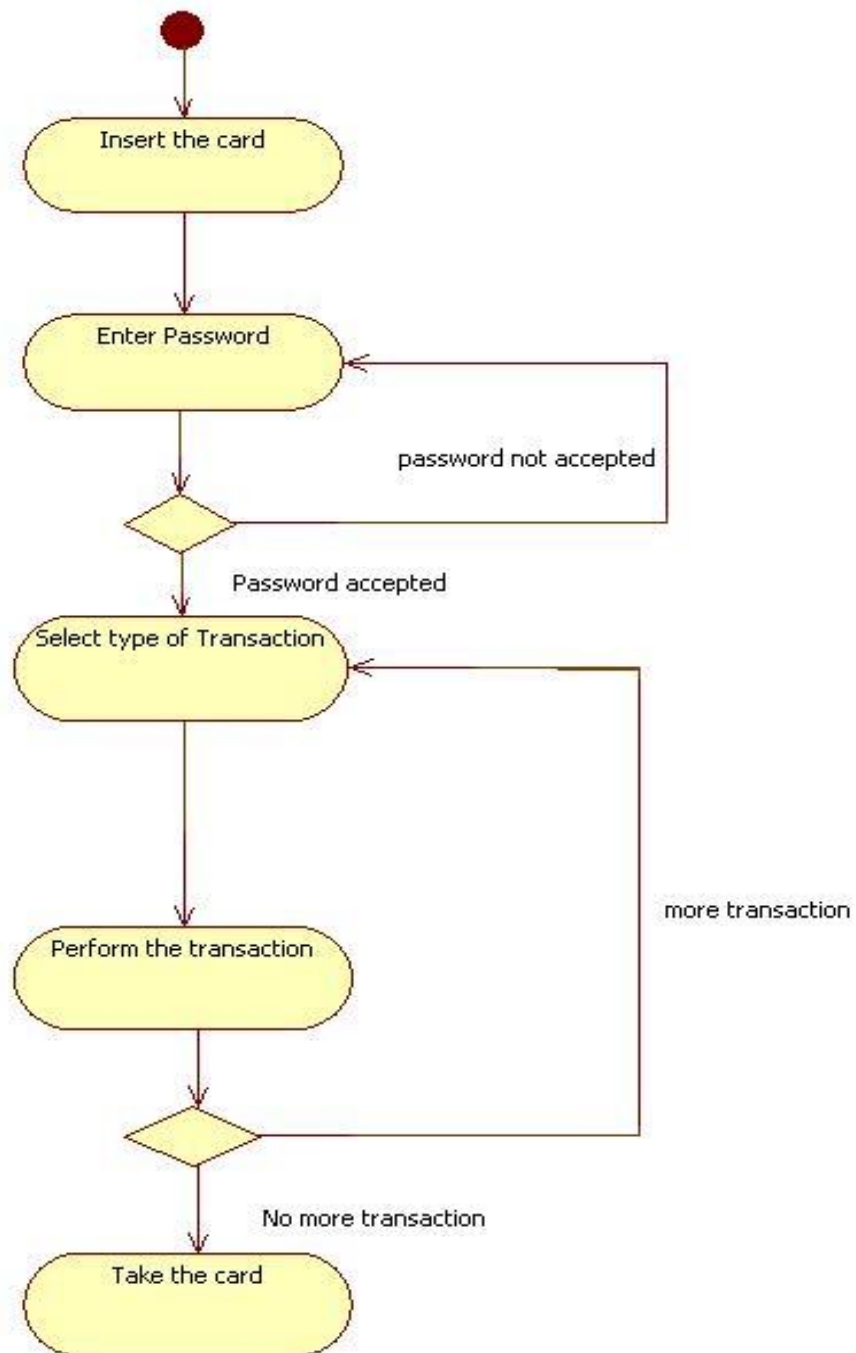 Insert the card
Enter Password
password not accepted
Password accepted
Select type of Transaction
more transaction
Perform the transaction
No more transaction
Take the card